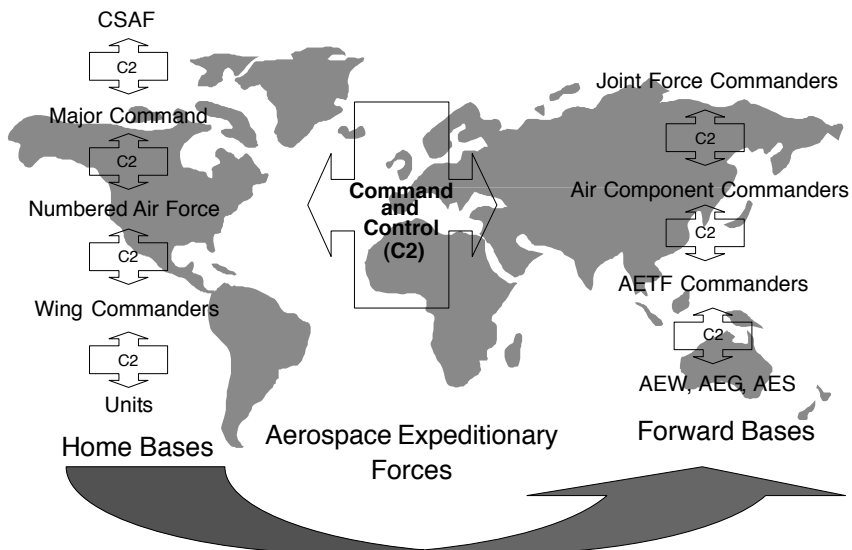 CSAF
C2
Major Command
C2
Numbered Air Force
C2
Wing Commanders
C2
Units
Home Bases
Command
and
Control
(C2)
Aerospace Expeditionary
Forces
Joint Force Commanders
C2
Air Component Commanders
C2
AETF Commanders
C2
AEW, AEG, AES
Forward Bases